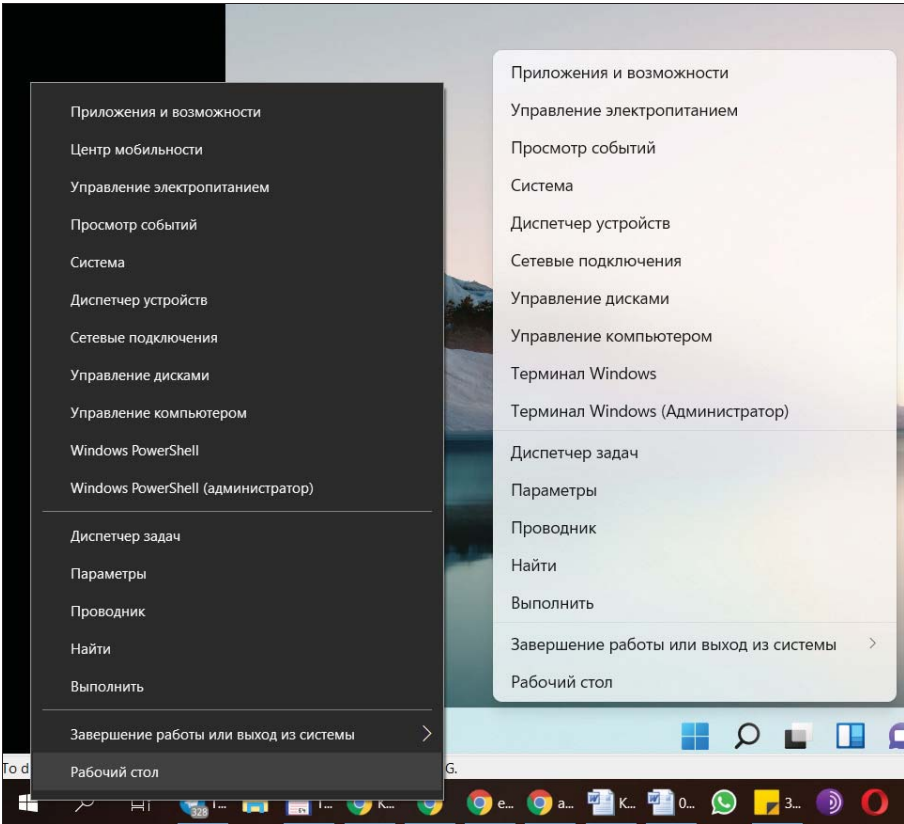 Приложения и возможности
Центр мобильности
Управление электропитанием
Просмотр событий
Система
Диспетчер устройств
Сетевые подключения
Управление дисками
Управление компьютером
Windows PowerShell
Windows PowerShell (администратор)
Диспетчер задач
Параметры
Проводник
Найти
Выполнить
Завершение работы или выход из системы
Рабочий стол
Приложения и возможности
Управление электропитанием
Просмотр событий
Система
Диспетчер устройств
Сетевые подключения
Управление дисками
Управление компьютером
Терминал Windows
Терминал Windows (Администратор)
Диспетчер задач
Параметры
Проводник
Найти
Выполнить
Завершение работы или выход из системы
Рабочий стол
To d
G.
328 Т... Т... К... е... а... К... 0... З...